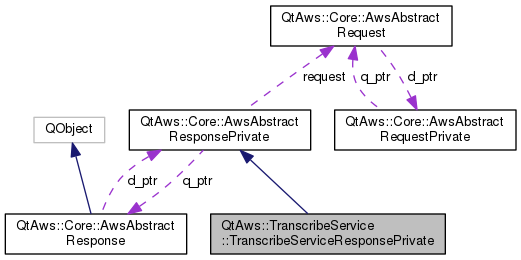 QtAws::Core::AwsAbstract
Request
request
q_ptr
d_ptr
QObject
QtAws::Core::AwsAbstract
ResponsePrivate
QtAws::Core::AwsAbstract
RequestPrivate
d_ptr
q_ptr
QtAws::Core::AwsAbstract
Response
QtAws::TranscribeService
::TranscribeServiceResponsePrivate